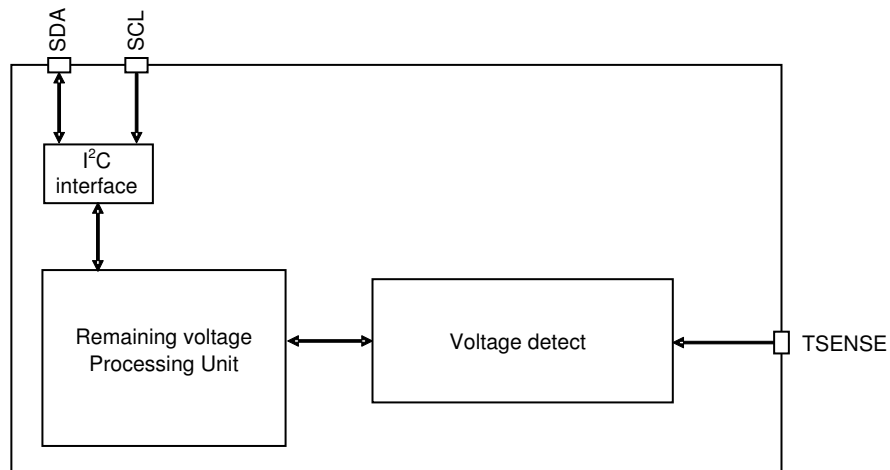 SDA
SCL
I²C
interface
Remaining voltage
Processing Unit
Voltage detect
TSENSE